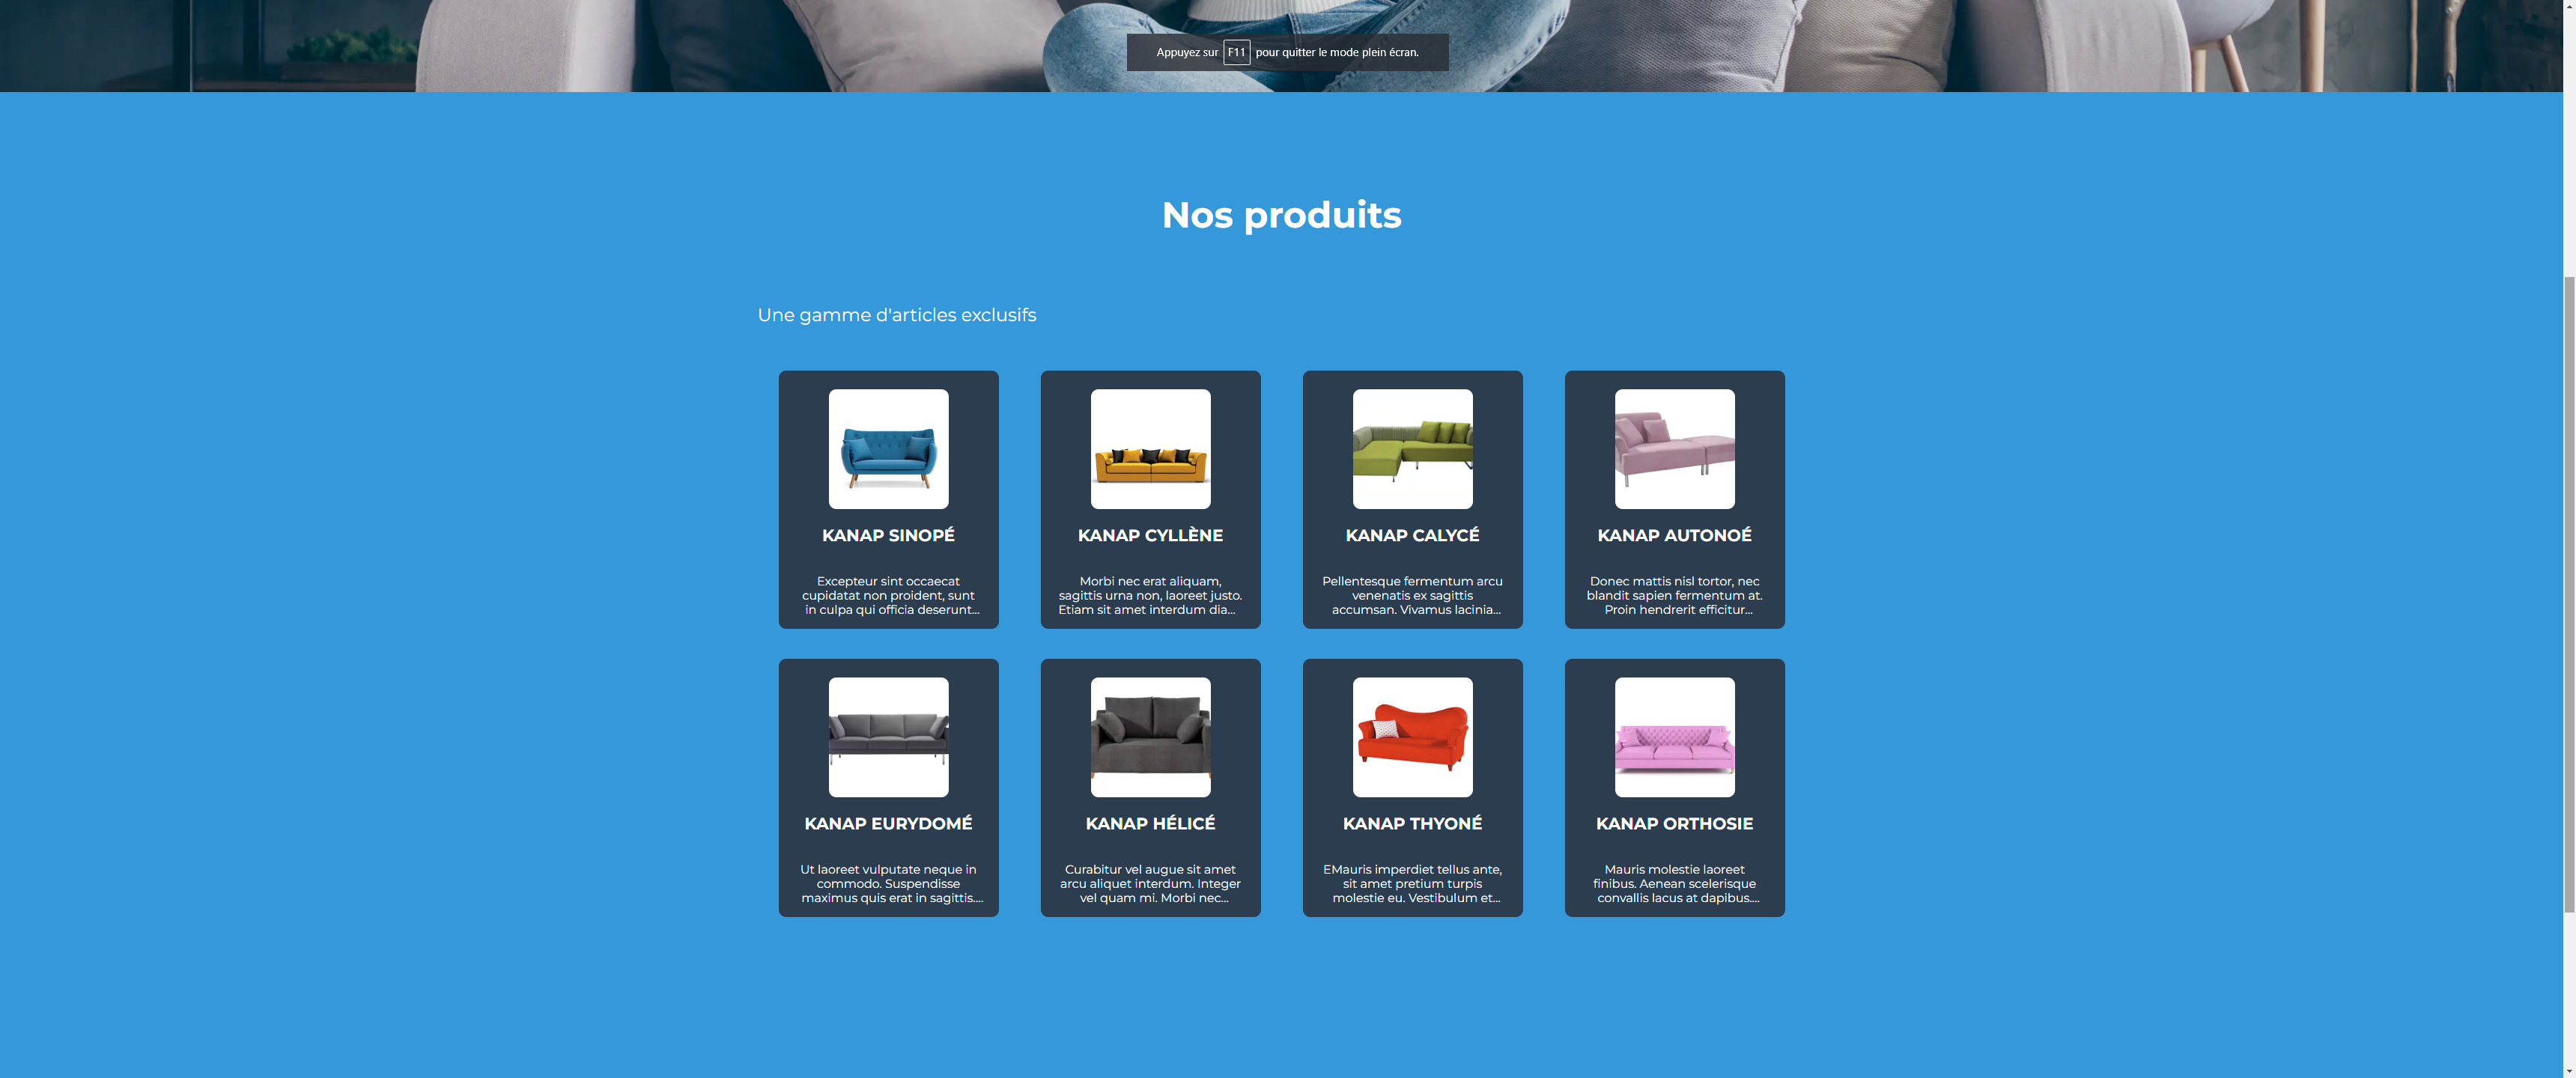 Appuyez sur F11 pour quitter le mode plein écran.
Nos produits
Une gamme d'articles exclusifs
KANAP SINOPÉ
Excepteur sint occaecat
cupidatat non proident, sunt
in culpa qui officia deserunt...
KANAP CYLLÈNE
Morbi nec erat aliquam,
sagittis urna non, laoreet justo.
Etiam sit amet interdum dia...
KANAP CALYCÉ
Pellentesque fermentum arcu
venenatis ex sagittis
accumsan. Vivamus lacinia...
KANAP AUTONOÉ
Donec mattis nisl tortor, nec
blandit sapien fermentum at.
Proin hendrerit efficitur...
KANAP EURYDOMÉ
Ut laoreet vulputate neque in
commodo. Suspendisse
maximus quis erat in sagittis....
KANAP HÉLICÉ
Curabitur vel augue sit amet
arcu aliquet interdum. Integer
vel quam mi. Morbi nec...
KANAP THYONÉ
EMauris imperdiet tellus ante,
sit amet pretium turpis
molestie eu. Vestibulum et...
KANAP ORTHOSIE
Mauris molestie laoreet
finibus. Aenean scelerisque
convallis lacus at dapibus....